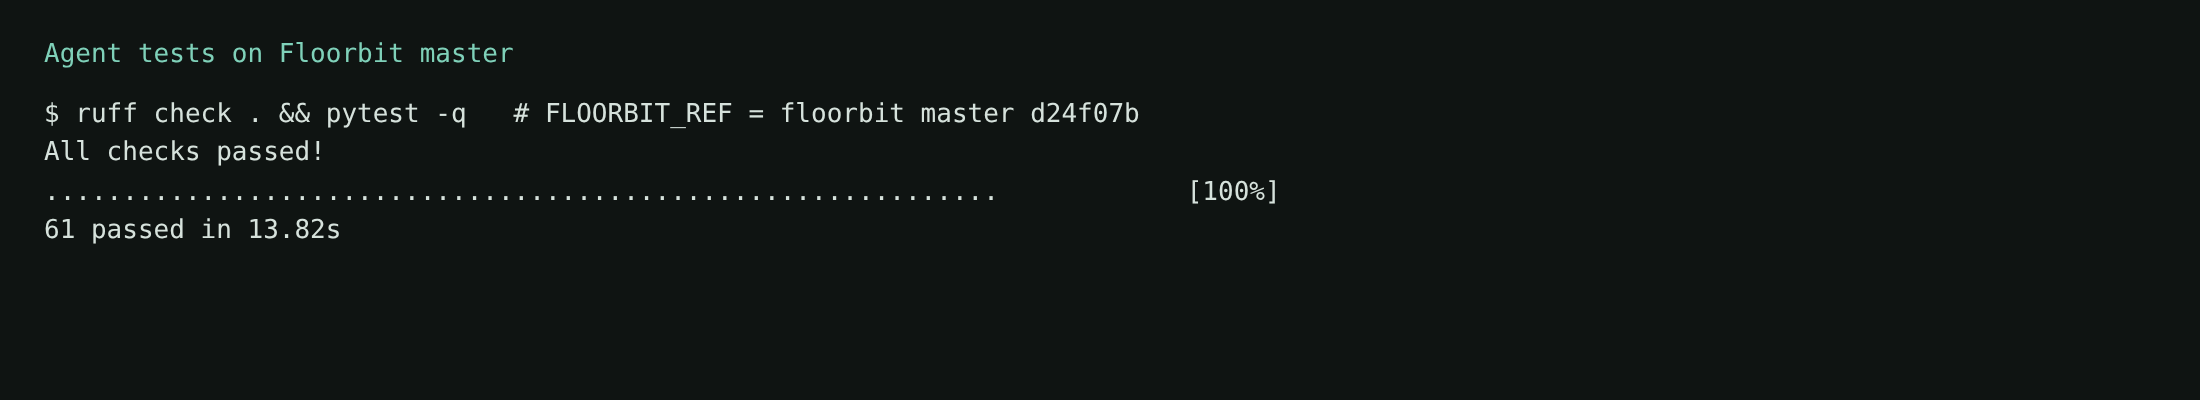 Agent tests on Floorbit master
$ ruff check . && pytest -q   # FLOORBIT_REF = floorbit master d24f07b
All checks passed!
.............................................................            [100%]
61 passed in 13.82s